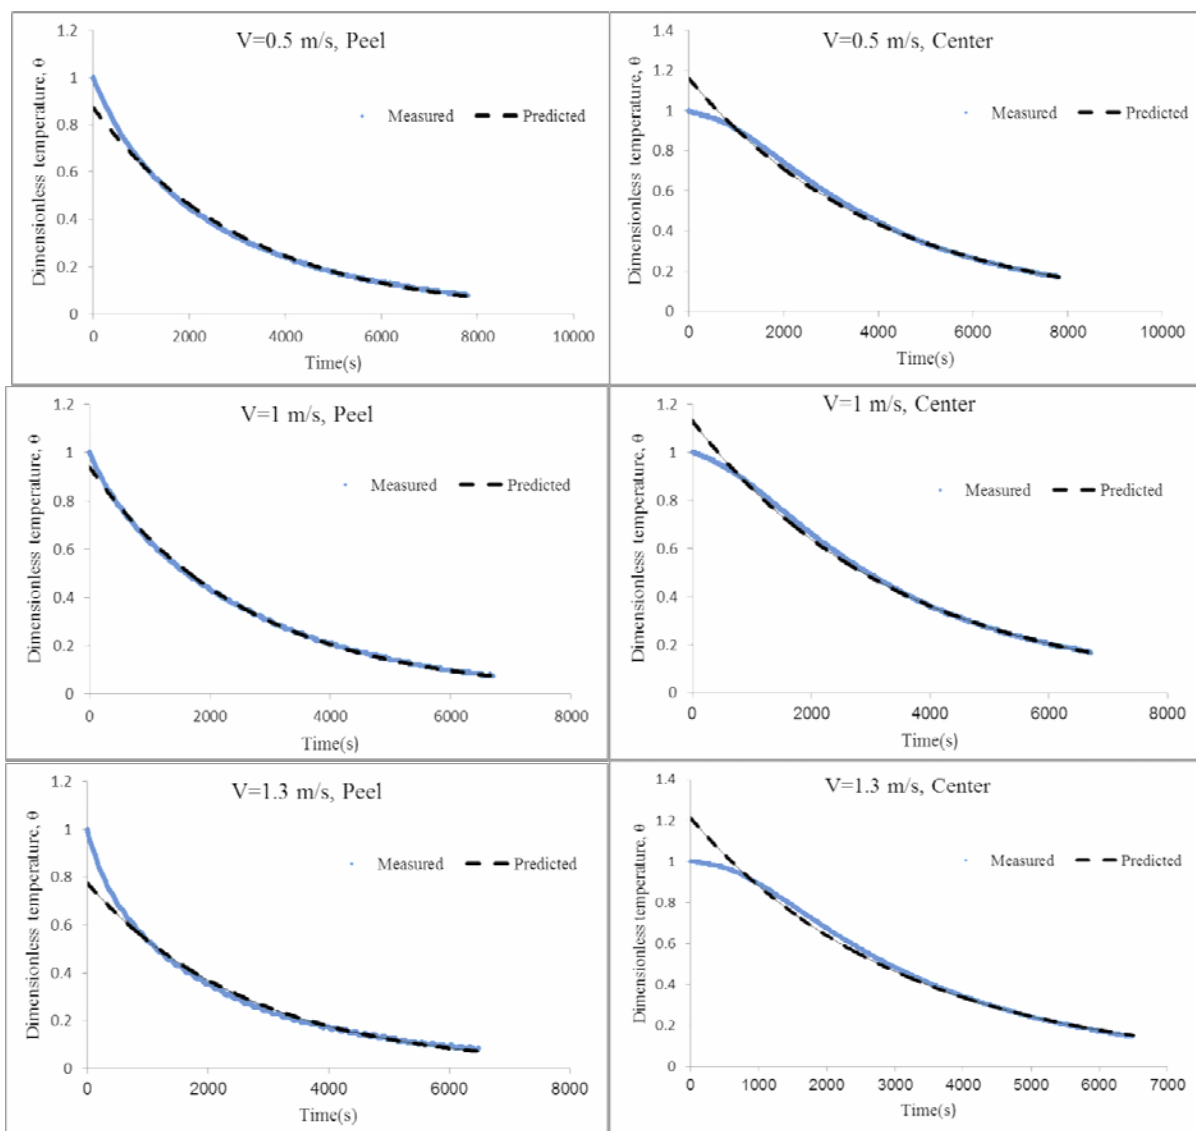 V=0.5 m/s, Peel
Dimensionless temperature, θ
1.2
1
0.8
0.6
0.4
0.2
0
Measured Predicted
0 2000 4000 6000 8000 10000
Time(s)
V=0.5 m/s, Center
Dimensionless temperature, θ
1.4
1.2
1
0.8
0.6
0.4
0.2
0
Measured Predicted
0 2000 4000 6000 8000 10000
Time(s)
V=1 m/s, Peel
Dimensionless temperature, θ
1.2
1
0.8
0.6
0.4
0.2
0
Measured Predicted
0 2000 4000 6000 8000
Time(s)
V=1 m/s, Center
Dimensionless temperature, θ
1.2
1
0.8
0.6
0.4
0.2
0
Measured Predicted
0 2000 4000 6000 8000
Time(s)
V=1.3 m/s, Peel
Dimensionless temperature, θ
1.2
1
0.8
0.6
0.4
0.2
0
Measured Predicted
0 2000 4000 6000 8000
Time(s)
V=1.3 m/s, Center
Dimensionless temperature, θ
1.4
1.2
1
0.8
0.6
0.4
0.2
0
Measured Predicted
0 1000 2000 3000 4000 5000 6000 7000
Time(s)